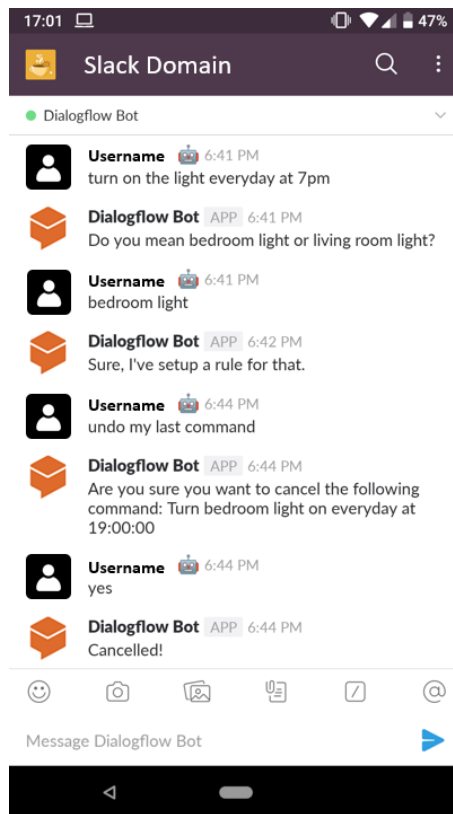 17:01 47%
Slack Domain
Dialogflow Bot
Username 6:41 PM
turn on the light everyday at 7pm
Dialogflow Bot APP 6:41 PM
Do you mean bedroom light or living room light?
Username 6:41 PM
bedroom light
Dialogflow Bot APP 6:42 PM
Sure, I've setup a rule for that.
Username 6:44 PM
undo my last command
Dialogflow Bot APP 6:44 PM
Are you sure you want to cancel the following
command: Turn bedroom light on everyday at
19:00:00
Username 6:44 PM
yes
Dialogflow Bot APP 6:44 PM
Cancelled!
Message Dialogflow Bot